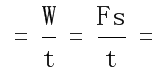 = W/t = Fs/t =